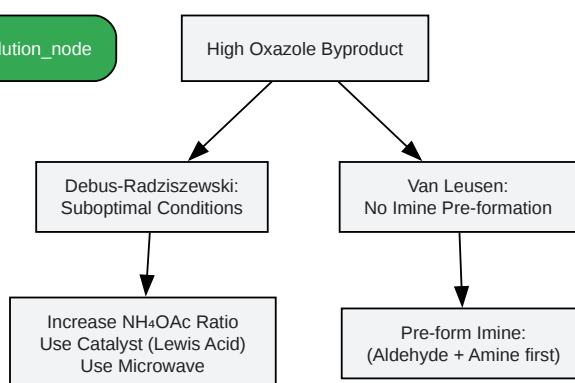 lution_node
High Oxazole Byproduct
Debus-Radziszewski:
Suboptimal Conditions
Van Leusen:
No Imine Pre-formation
Increase NH₄OAc Ratio
Use Catalyst (Lewis Acid)
Use Microwave
Pre-form Imine:
(Aldehyde + Amine first)